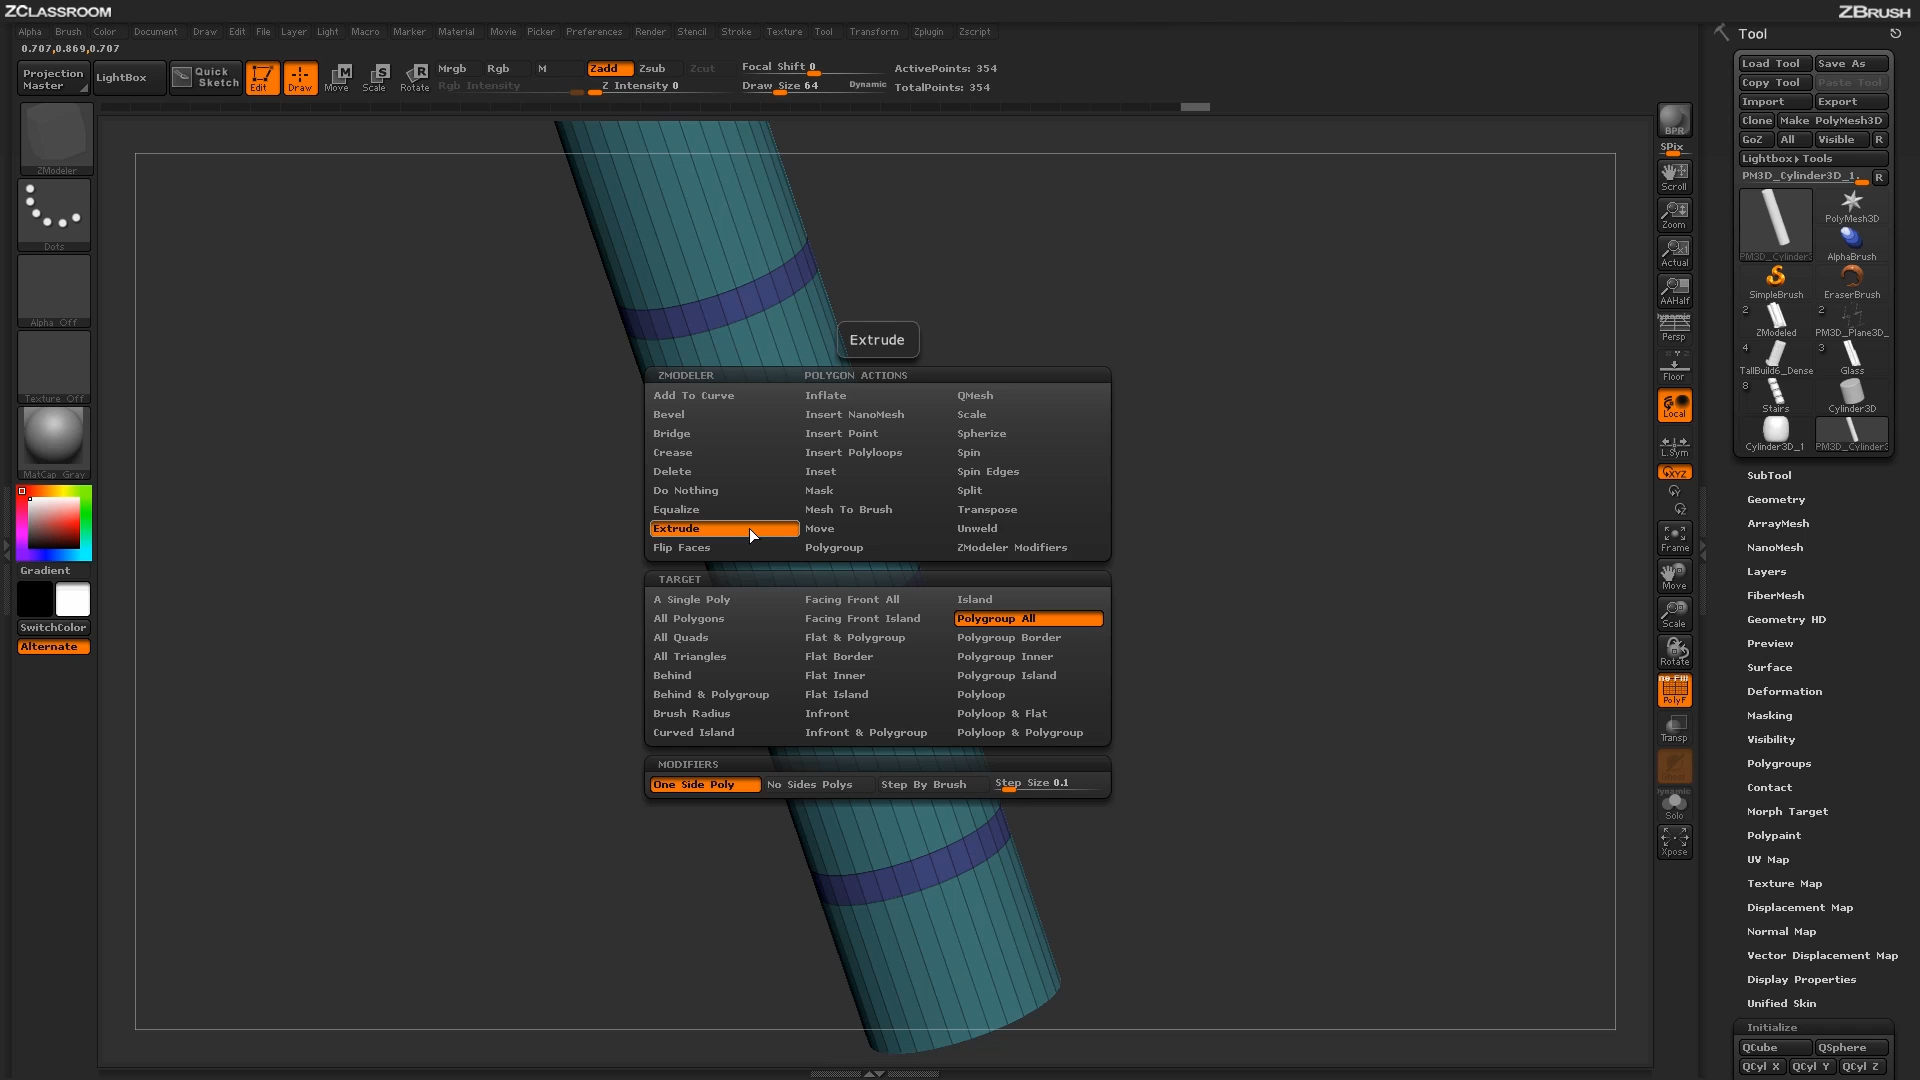 ZCLASSROOM
ZBRUSH
Alpha Brush Color Document Draw Edit File Layer Light Macro Marker Material Movie Picker Preferences Render Stencil Stroke Texture Tool Transform Zplugin Zscript
0.707,0.869,0.707
Projection Master
LightBox
Quick Sketch
Edit
Draw
Move
Scale
Rotate
Mrgb Rgb M
Rgb Intensity
Zadd Zsub Zcut
Z Intensity 0
Focal Shift 0
Draw Size 64 Dynamic
ActivePoints: 354
TotalPoints: 354
ZModeler
Dots
Alpha Off
Texture Off
MatCap Gray
Gradient
SwitchColor
Alternate
Extrude
ZMODELER POLYGON ACTIONS
Add To Curve Inflate QMesh
Bevel Insert NanoMesh Scale
Bridge Insert Point Spherize
Crease Insert Polyloops Spin
Delete Inset Spin Edges
Do Nothing Mask Split
Equalize Mesh To Brush Transpose
Extrude Move Unweld
Flip Faces Polygroup ZModeler Modifiers
TARGET
A Single Poly Facing Front All Island
All Polygons Facing Front Island Polygroup All
All Quads Flat & Polygroup Polygroup Border
All Triangles Flat Border Polygroup Inner
Behind Flat Inner Polygroup Island
Behind & Polygroup Flat Island Polyloop
Brush Radius Infront Polyloop & Flat
Curved Island Infront & Polygroup Polyloop & Polygroup
MODIFIERS
One Side Poly No Sides Polys Step By Brush Step Size 0.1
BPR
SPix
Scroll
Zoom
Actual
AAHalf
Dynamic
Persp
Floor
Local
L.Sym
XYZ
Frame
Move
Scale
Rotate
PolyF
Transp
Ghost
Dynamic
Solo
Xpose
Tool
Load Tool Save As
Copy Tool Paste Tool
Import Export
Clone Make PolyMesh3D
GoZ All Visible R
Lightbox▸Tools
PM3D_Cylinder3D_1. R
PM3D_Cylinder3 PolyMesh3D
AlphaBrush
SimpleBrush EraserBrush
2 2
ZModeled PM3D_Plane3D_
4 3
TallBuild6_Dense Glass
8
Stairs Cylinder3D
Cylinder3D_1 PM3D_Cylinder3
SubTool
Geometry
ArrayMesh
NanoMesh
Layers
FiberMesh
Geometry HD
Preview
Surface
Deformation
Masking
Visibility
Polygroups
Contact
Morph Target
Polypaint
UV Map
Texture Map
Displacement Map
Normal Map
Vector Displacement Map
Display Properties
Unified Skin
Initialize
QCube QSphere
QCyl X QCyl Y QCyl Z